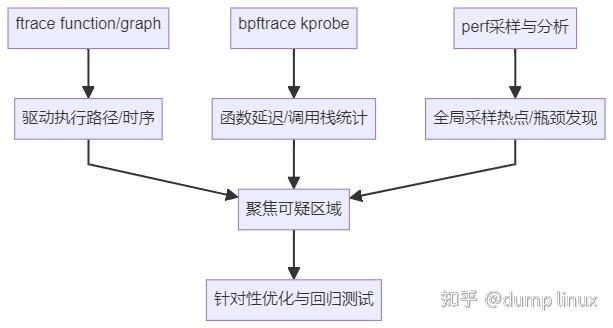 ftrace function/graph
bpftrace kprobe
perf采样与分析
驱动执行路径/时序
函数延迟/调用栈统计
全局采样热点/瓶颈发现
聚焦可疑区域
针对性优化与回归测试
知乎 @dump linux